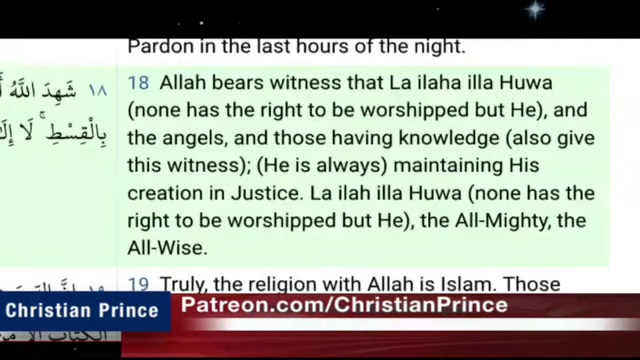 Pardon in the last hours of the night.
18 Allah bears witness that La ilaha illa Huwa
(none has the right to be worshipped but He), and
the angels, and those having knowledge (also give
this witness); (He is always) maintaining His
creation in Justice. La ilah illa Huwa (none has the
right to be worshipped but He), the All-Mighty, the
All-Wise.
١٨ شَهِدَ اللَّهُ
بِالْقِسْطِ ۚ لَا
19 Truly, the religion with Allah is Islam. Those
Christian Prince
Patreon.com/ChristianPrince